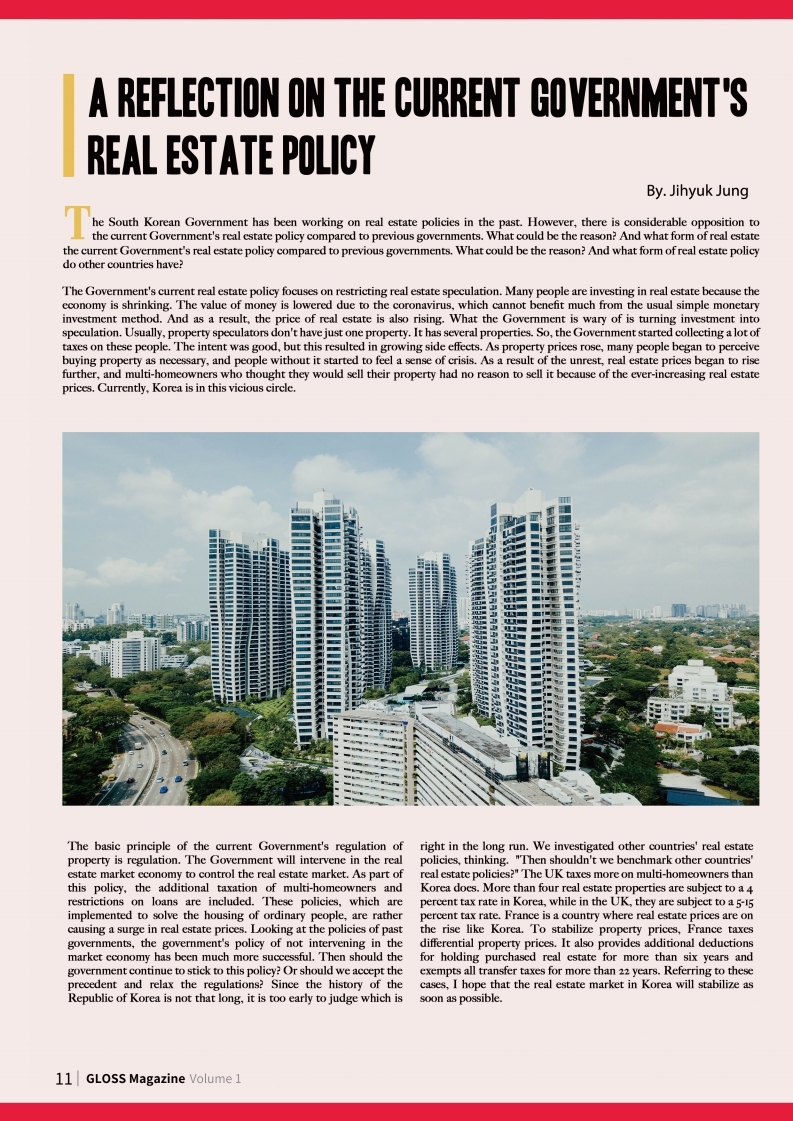 A REFLECTION ON THE CURRENT GOVERNMENT'S
REAL ESTATE POLICY
By. Jihyuk Jung
The South Korean Government has been working on real estate policies in the past. However, there is considerable opposition to
the current Government's real estate policy compared to previous governments. What could be the reason? And what form of real estate
the current Government's real estate policy compared to previous governments. What could be the reason? And what form of real estate policy
do other countries have?
The Government's current real estate policy focuses on restricting real estate speculation. Many people are investing in real estate because the
economy is shrinking. The value of money is lowered due to the coronavirus, which cannot benefit much from the usual simple monetary
investment method. And as a result, the price of real estate is also rising. What the Government is wary of is turning investment into
speculation. Usually, property speculators don't have just one property. It has several properties. So, the Government started collecting a lot of
taxes on these people. The intent was good, but this resulted in growing side effects. As property prices rose, many people began to perceive
buying property as necessary, and people without it started to feel a sense of crisis. As a result of the unrest, real estate prices began to rise
further, and multi-homeowners who thought they would sell their property had no reason to sell it because of the ever-increasing real estate
prices. Currently, Korea is in this vicious circle.
The basic principle of the current Government's regulation of
property is regulation. The Government will intervene in the real
estate market economy to control the real estate market. As part of
this policy, the additional taxation of multi-homeowners and
restrictions on loans are included. These policies, which are
implemented to solve the housing of ordinary people, are rather
causing a surge in real estate prices. Looking at the policies of past
governments, the government's policy of not intervening in the
market economy has been much more successful. Then should the
government continue to stick to this policy? Or should we accept the
precedent and relax the regulations? Since the history of the
Republic of Korea is not that long, it is too early to judge which is
right in the long run. We investigated other countries' real estate
policies, thinking. "Then shouldn't we benchmark other countries'
real estate policies?" The UK taxes more on multi-homeowners than
Korea does. More than four real estate properties are subject to a 4
percent tax rate in Korea, while in the UK, they are subject to a 5-15
percent tax rate. France is a country where real estate prices are on
the rise like Korea. To stabilize property prices, France taxes
differential property prices. It also provides additional deductions
for holding purchased real estate for more than six years and
exempts all transfer taxes for more than 22 years. Referring to these
cases, I hope that the real estate market in Korea will stabilize as
soon as possible.
11 | GLOSS Magazine Volume 1